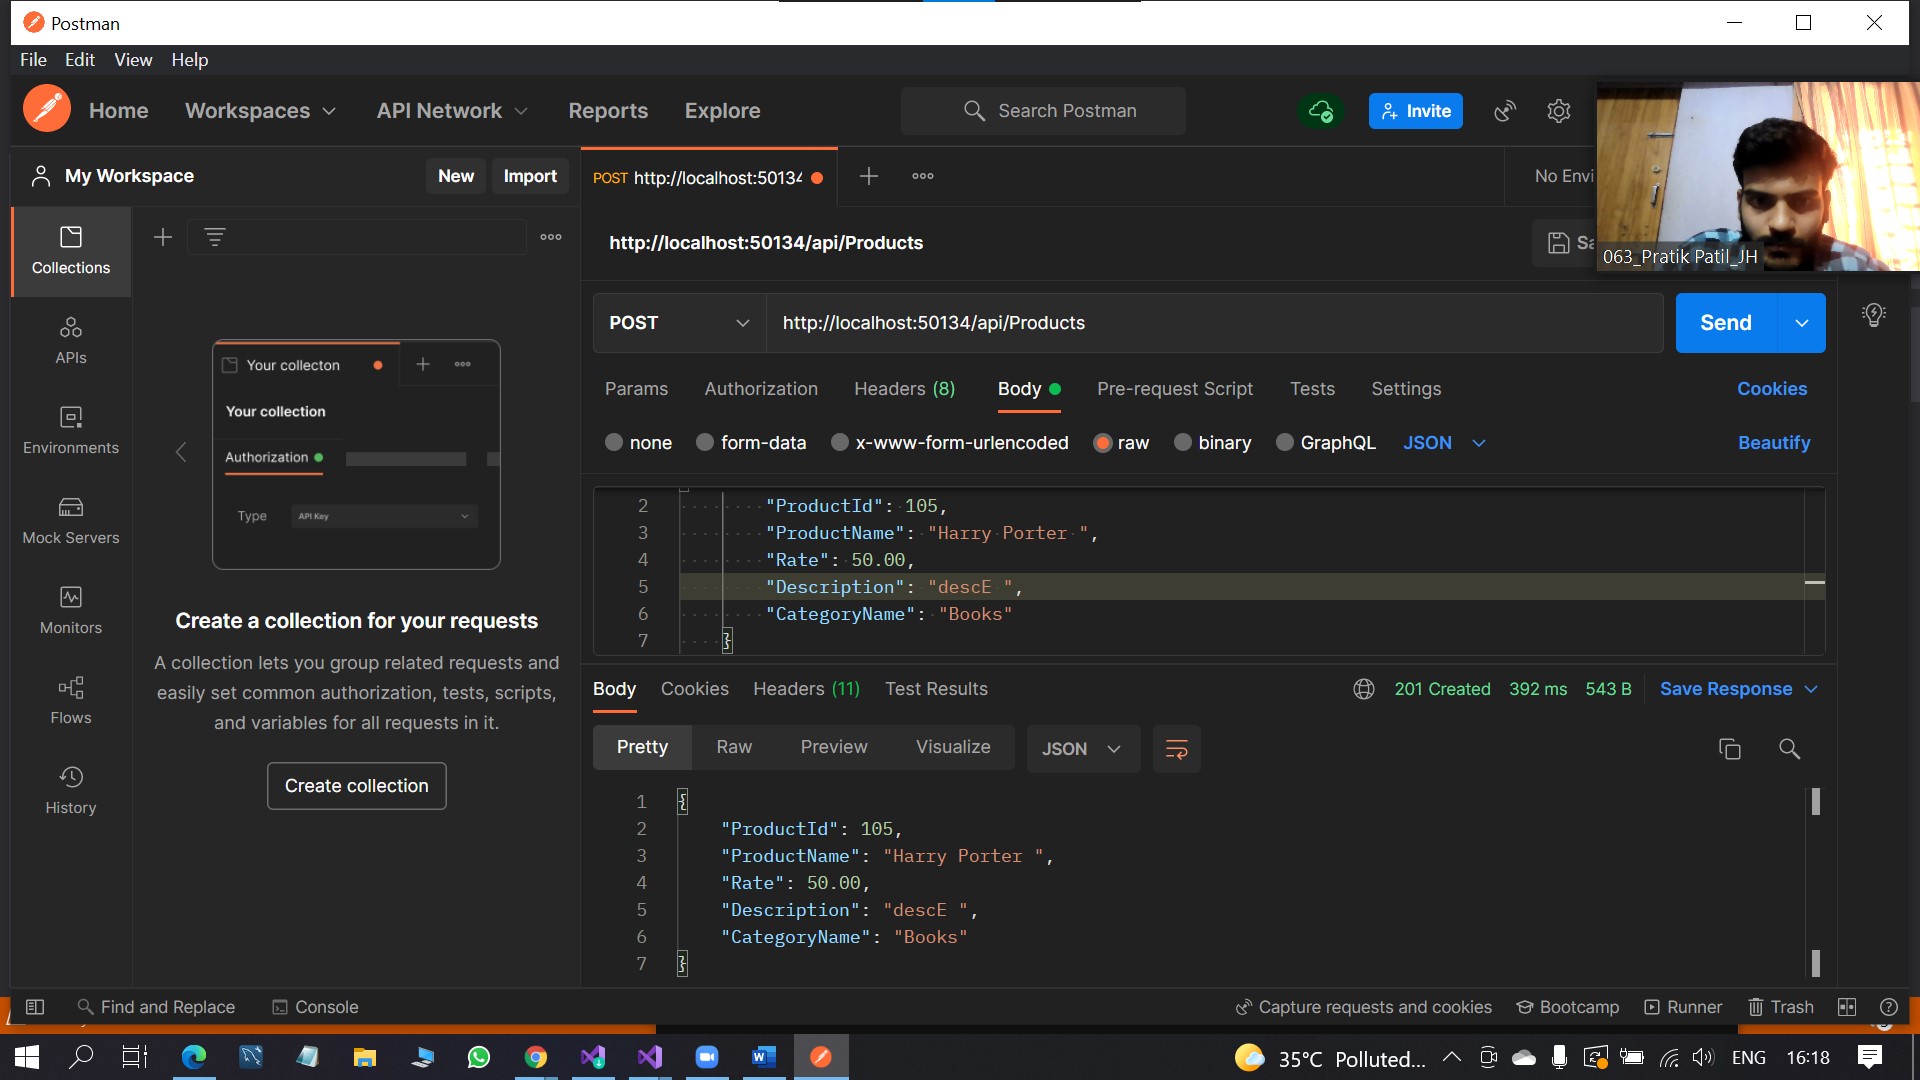 Postman
File Edit View Help
Home Workspaces API Network Reports Explore Search Postman Invite
My Workspace New Import POST http://localhost:50134 No Envi
http://localhost:50134/api/Products
063_Pratik Patil_JH
Collections
APIs
Environments
Mock Servers
Monitors
Flows
History
Your collecton
Your collection
Authorization
Type API Key
Create a collection for your requests
A collection lets you group related requests and
easily set common authorization, tests, scripts,
and variables for all requests in it.
Create collection
POST http://localhost:50134/api/Products Send
Params Authorization Headers (8) Body Pre-request Script Tests Settings Cookies
none form-data x-www-form-urlencoded raw binary GraphQL JSON Beautify
2 "ProductId": 105,
3 "ProductName": "Harry Porter ",
4 "Rate": 50.00,
5 "Description": "descE ",
6 "CategoryName": "Books"
7 }
Body Cookies Headers (11) Test Results 201 Created 392 ms 543 B Save Response
Pretty Raw Preview Visualize JSON
1 {
2 "ProductId": 105,
3 "ProductName": "Harry Porter ",
4 "Rate": 50.00,
5 "Description": "descE ",
6 "CategoryName": "Books"
7 }
Find and Replace Console Capture requests and cookies Bootcamp Runner Trash
35°C Polluted... ENG 16:18